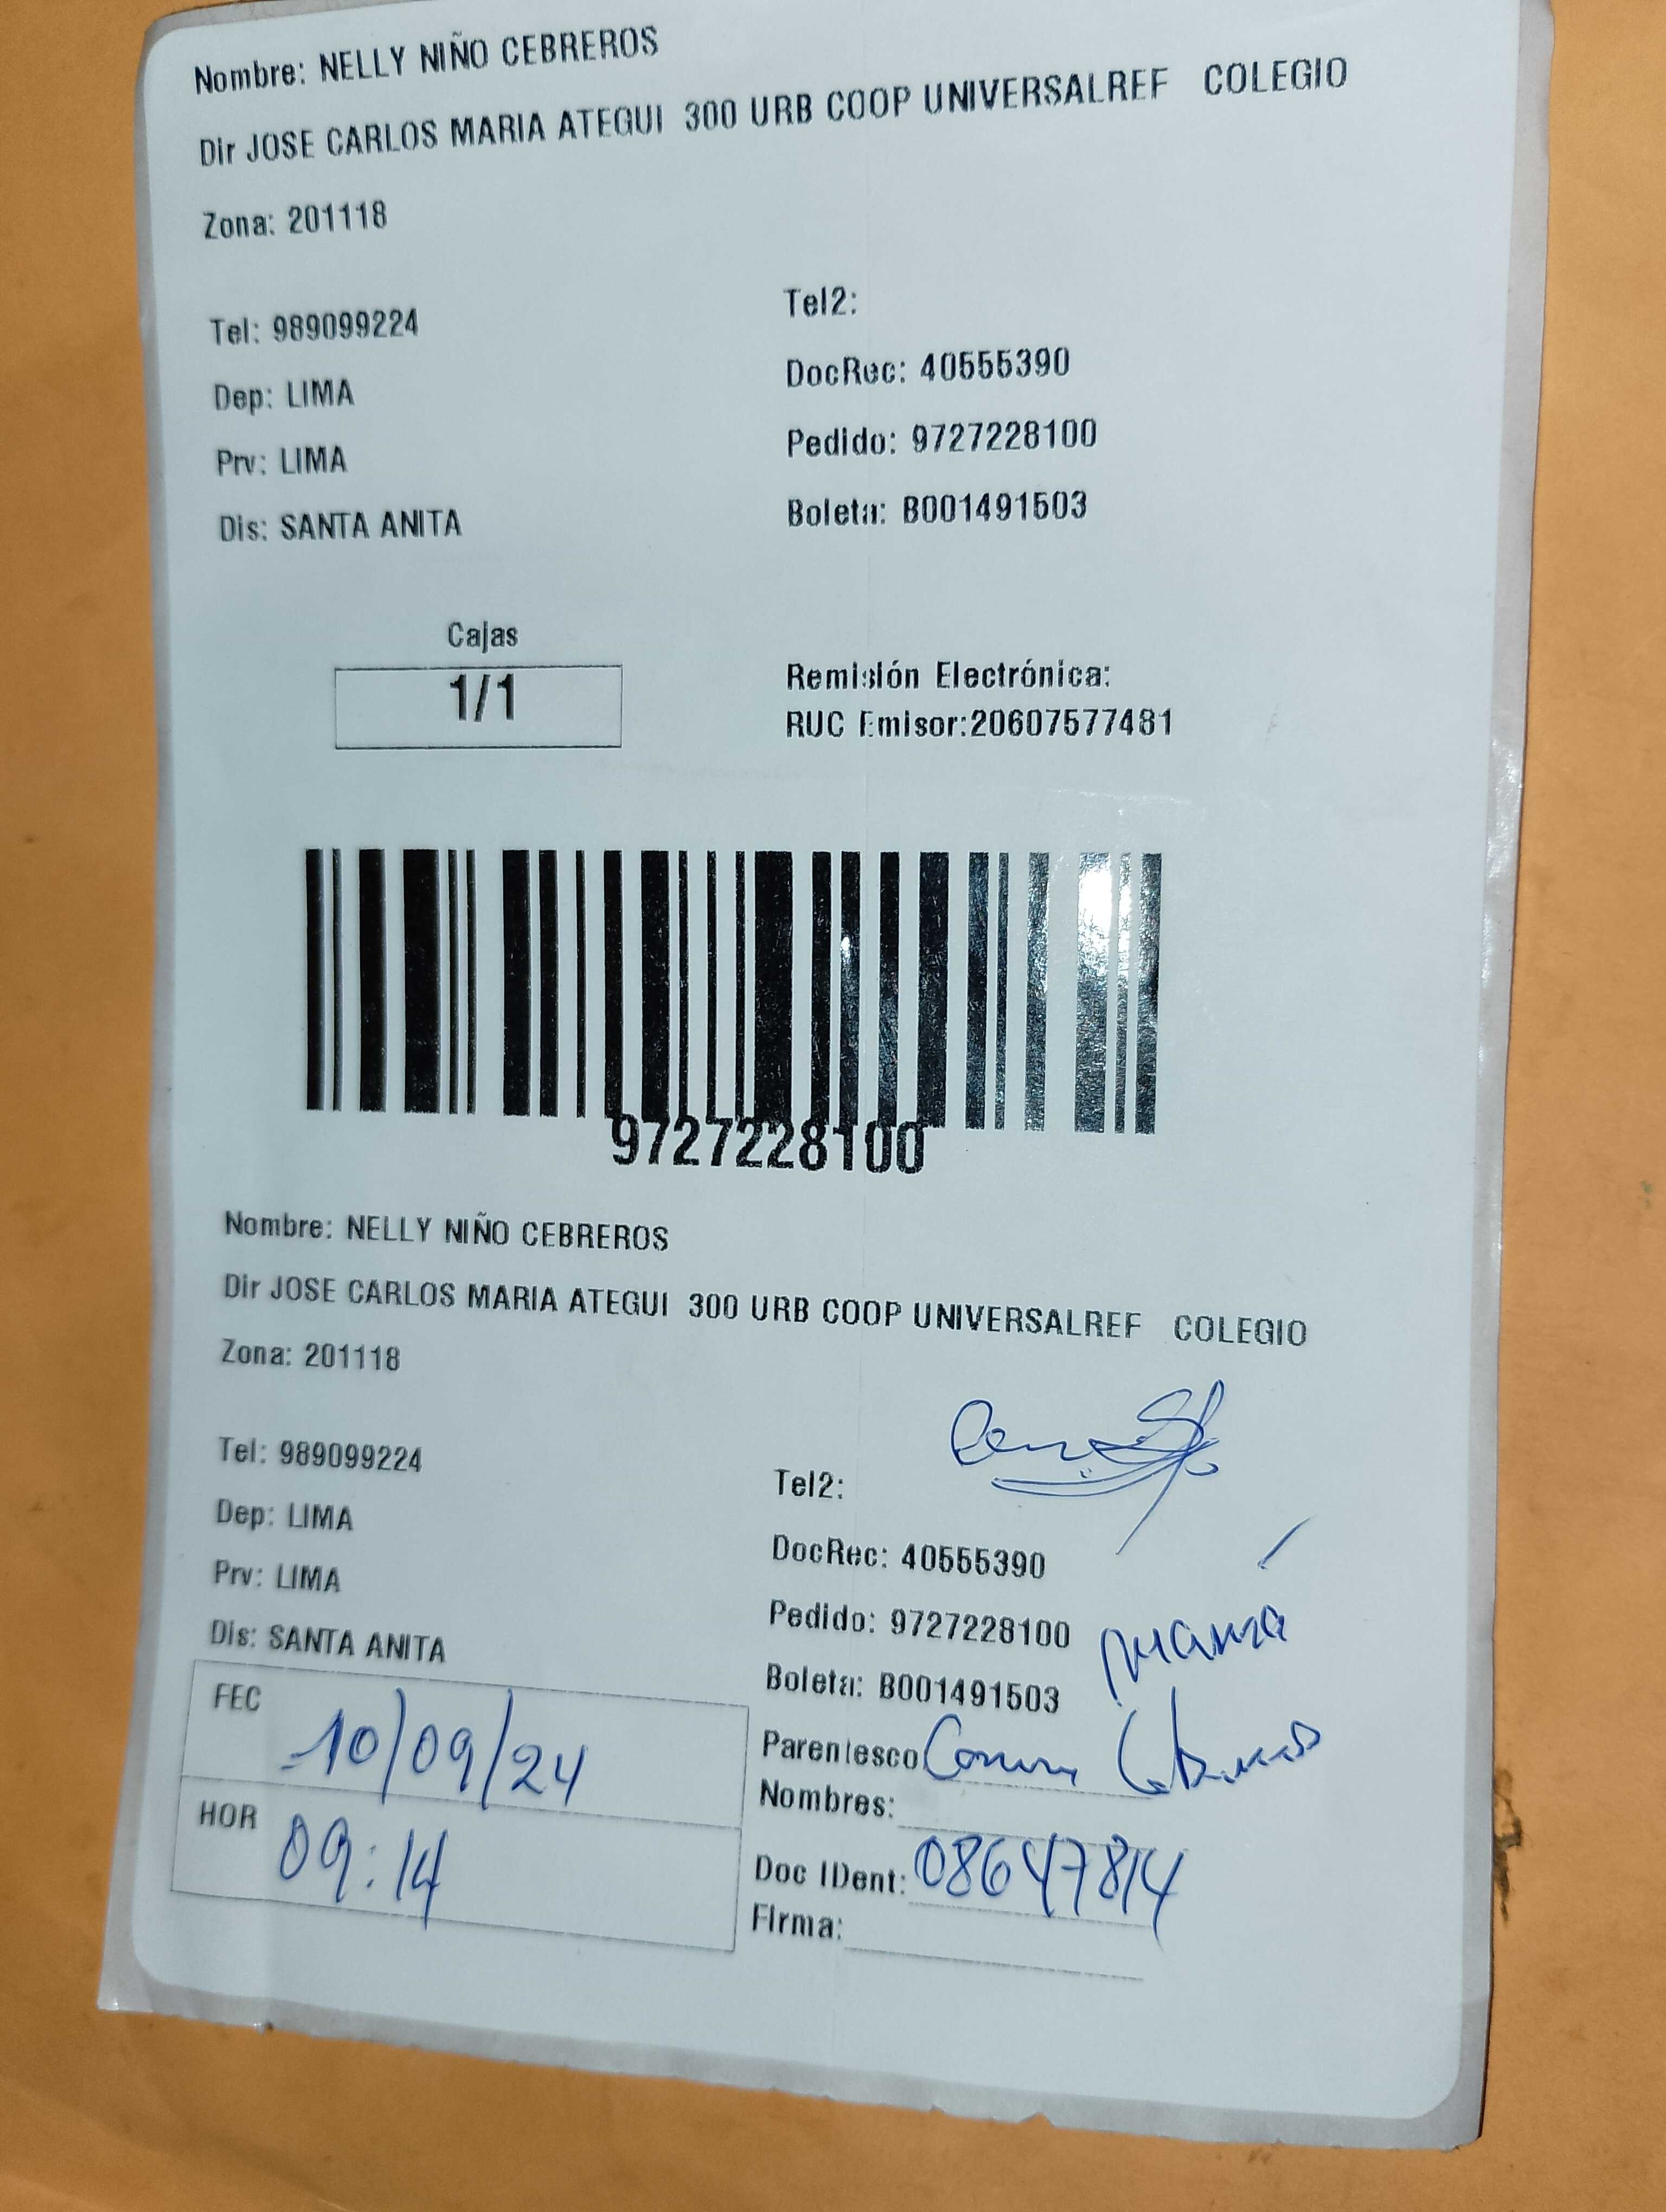 Nombre: NELLY NIÑO CEBREROS
Dir JOSE CARLOS MARIA ATEGUI 300 URB COOP UNIVERSALREF COLEGIO
Zona: 201118
Tel: 989099224
Tel2:
Dep: LIMA
DocRec: 40555390
Prv: LIMA
Pedido: 9727228100
Dis: SANTA ANITA
Boleta: B001491503
Cajas
1/1
Remisión Electrónica:
RUC Emisor:20607577481
9727228100
Nombre: NELLY NIÑO CEBREROS
Dir JOSE CARLOS MARIA ATEGUI 300 URB COOP UNIVERSALREF COLEGIO
Zona: 201118
Tel: 989099224
Tel2:
Dep: LIMA
DocRec: 40555390
Prv: LIMA
Pedido: 9727228100
Dis: SANTA ANITA
mamá
Boleta: B001491503
FEC 10/09/24
Parentesco
Nombres:
HOR 09:14
Doc IDent: 08647814
Firma: